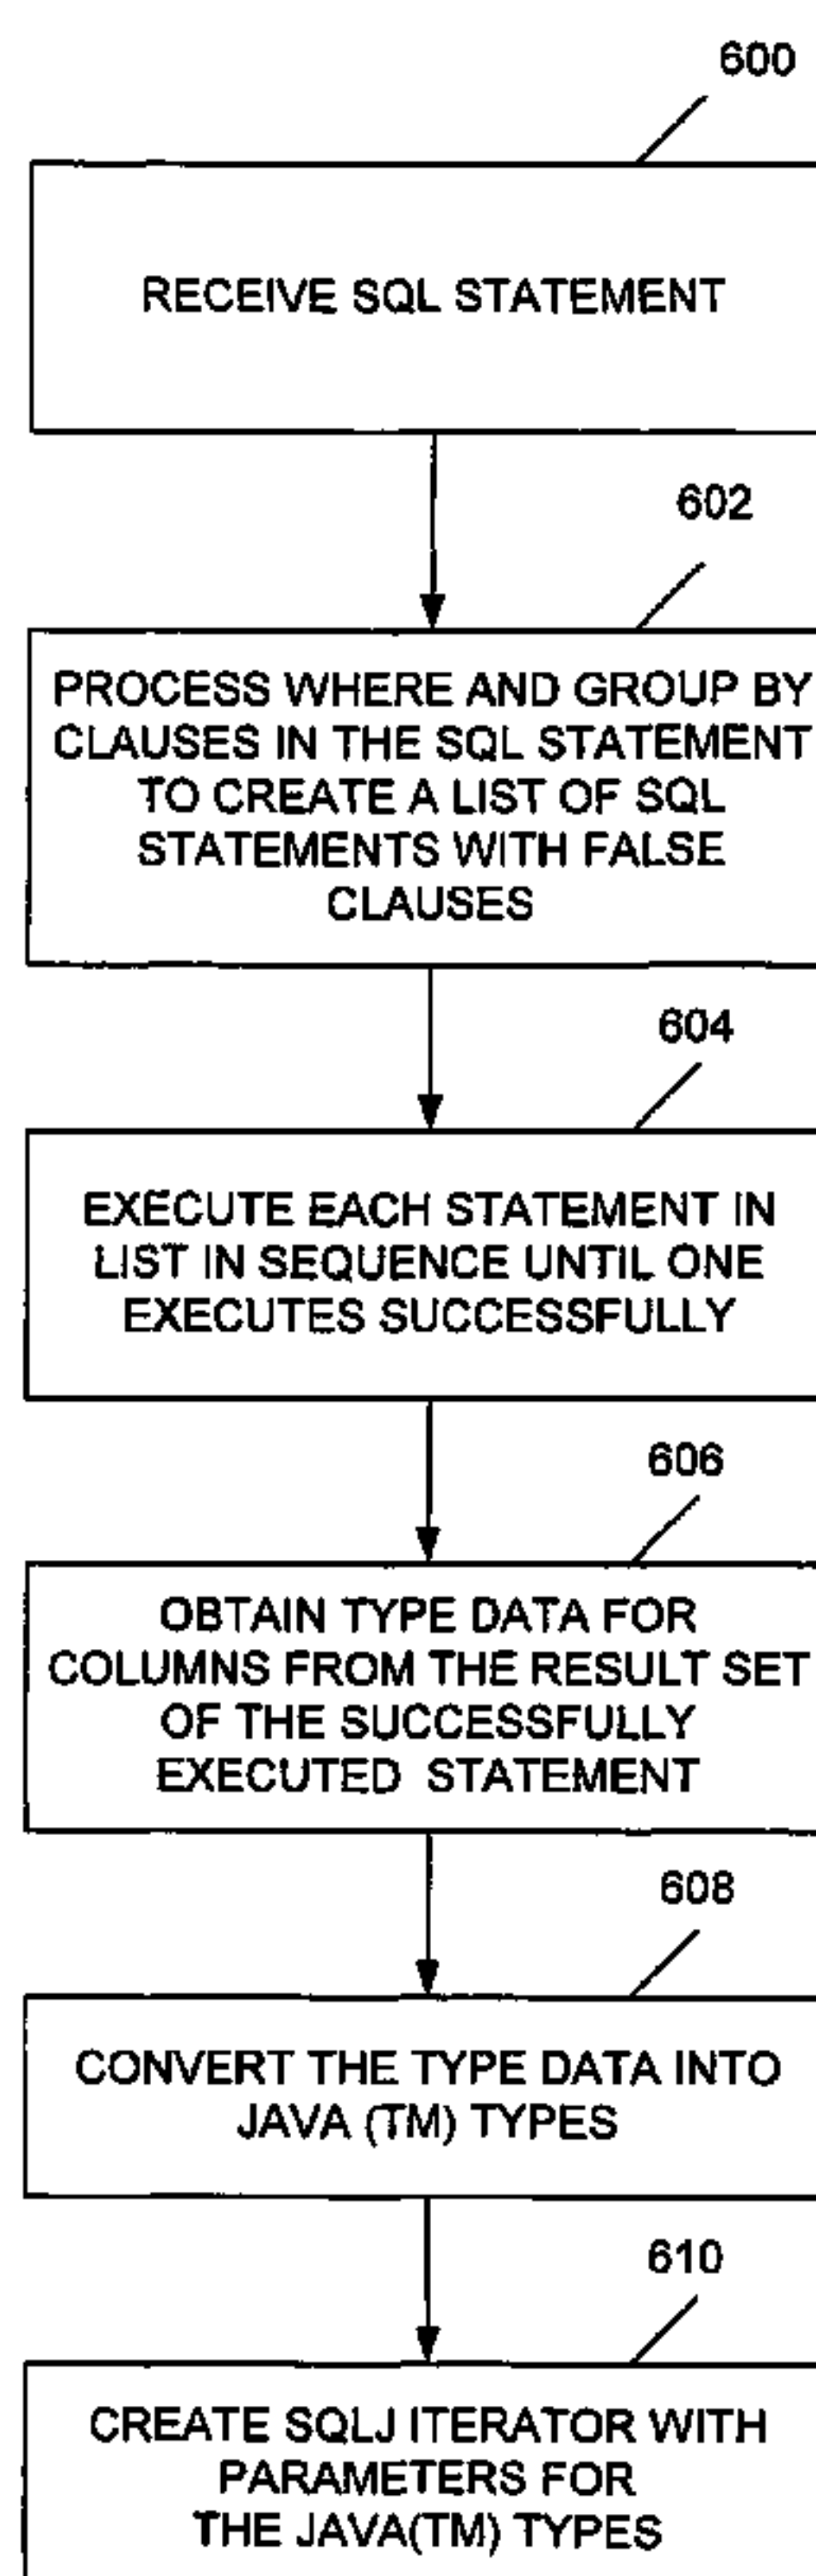 600
RECEIVE SQL STATEMENT
602
PROCESS WHERE AND GROUP BY
CLAUSES IN THE SQL STATEMENT
TO CREATE A LIST OF SQL
STATEMENTS WITH FALSE
CLAUSES
604
EXECUTE EACH STATEMENT IN
LIST IN SEQUENCE UNTIL ONE
EXECUTES SUCCESSFULLY
606
OBTAIN TYPE DATA FOR
COLUMNS FROM THE RESULT SET
OF THE SUCCESSFULLY
EXECUTED STATEMENT
608
CONVERT THE TYPE DATA INTO
JAVA (TM) TYPES
610
CREATE SQLJ ITERATOR WITH
PARAMETERS FOR
THE JAVA(TM) TYPES